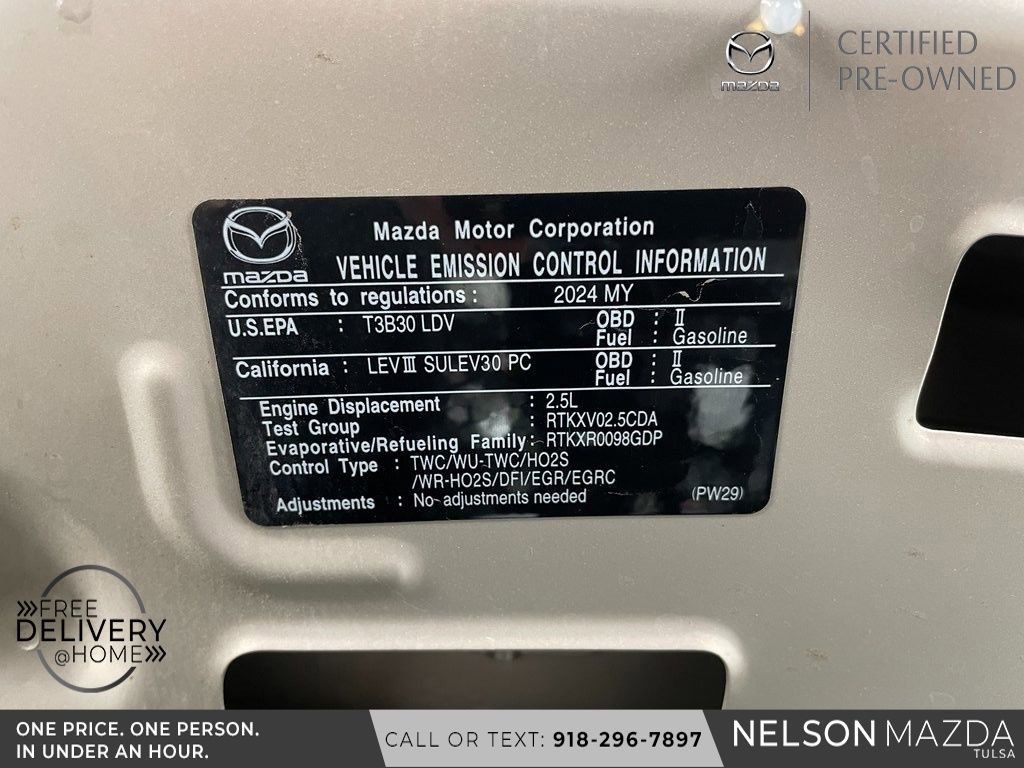 mazda
CERTIFIED
PRE-OWNED
mazda
Mazda Motor Corporation
VEHICLE EMISSION CONTROL INFORMATION
Conforms to regulations : 2024 MY
U.S.EPA : T3B30 LDV OBD : II
Fuel : Gasoline
California : LEVIII SULEV30 PC OBD : II
Fuel : Gasoline
Engine Displacement : 2.5L
Test Group : RTKXV02.5CDA
Evaporative/Refueling Family : RTKXR0098GDP
Control Type : TWC/WU-TWC/HO2S
/WR-HO2S/DFI/EGR/EGRC
Adjustments : No adjustments needed
(PW29)
FREE
DELIVERY
@HOME
ONE PRICE. ONE PERSON.
IN UNDER AN HOUR.
CALL OR TEXT: 918-296-7897
NELSON MAZDA
TULSA